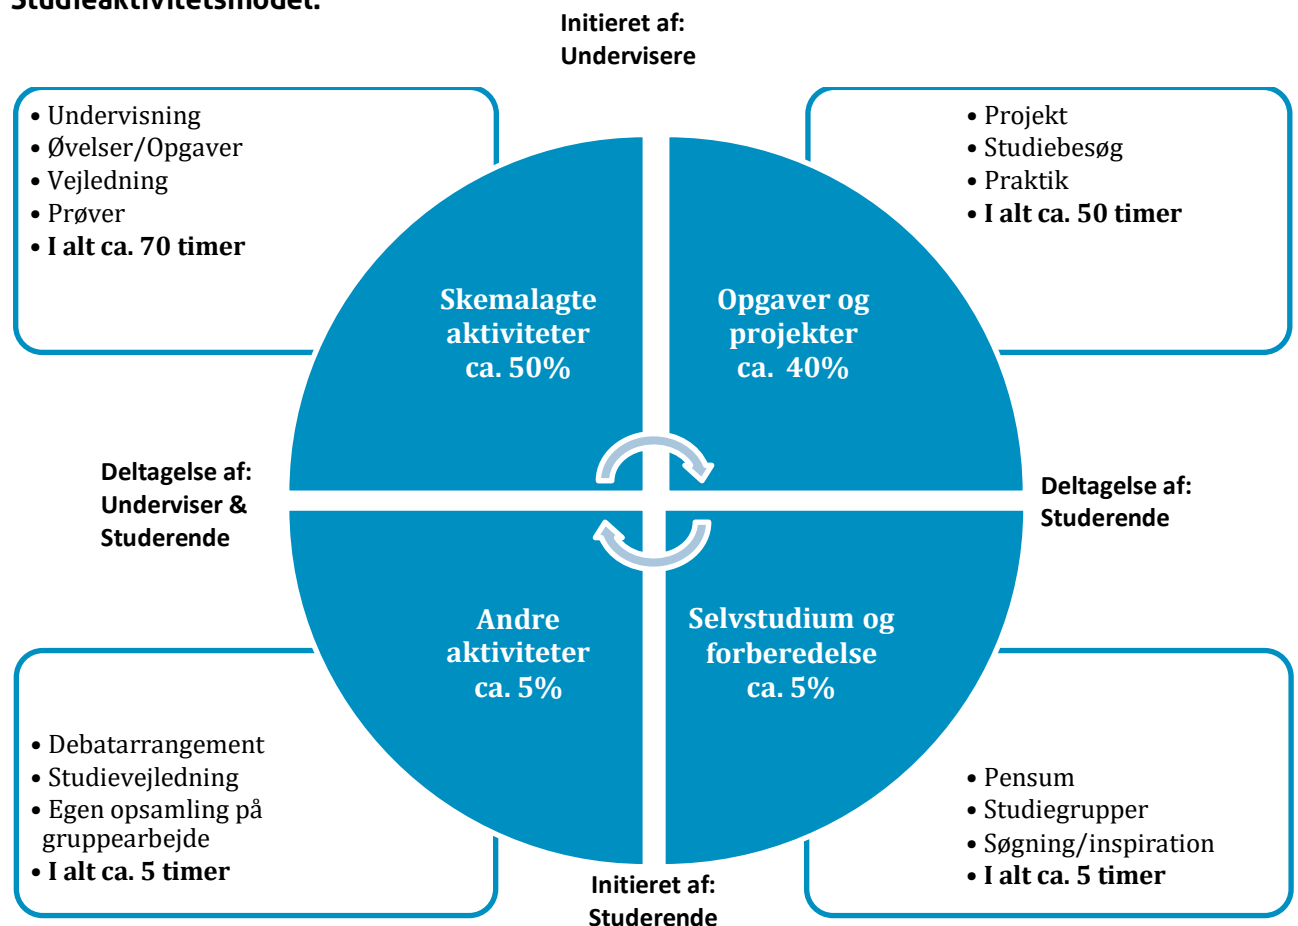 Studieaktivitetsmodel:
Initieret af:
Undervisere
• Undervisning
• Øvelser/Opgaver
• Vejledning
• Prøver
• I alt ca. 70 timer
• Projekt
• Studiebesøg
• Praktik
• I alt ca. 50 timer
Skemalagte
aktiviteter
ca. 50%
Opgaver og
projekter
ca. 40%
Deltagelse af:
Underviser &
Studerende
Deltagelse af:
Studerende
Andre
aktiviteter
ca. 5%
Selvstudium og
forberedelse
ca. 5%
• Debatarrangement
• Studievejledning
• Egen opsamling på
gruppearbejde
• I alt ca. 5 timer
• Pensum
• Studiegrupper
• Søgning/inspiration
• I alt ca. 5 timer
Initieret af:
Studerende